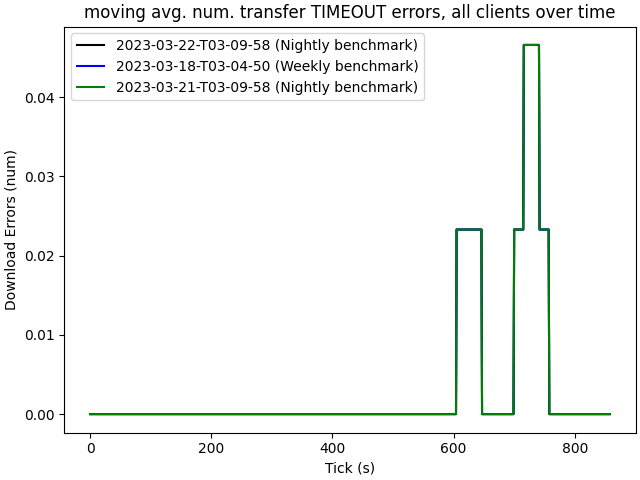 moving avg. num. transfer TIMEOUT errors, all clients over time
2023-03-22-T03-09-58 (Nightly benchmark)
2023-03-18-T03-04-50 (Weekly benchmark)
2023-03-21-T03-09-58 (Nightly benchmark)
0.04
0.03
0.02
0.01
0.00
Download Errors (num)
0 200 400 600 800
Tick (s)